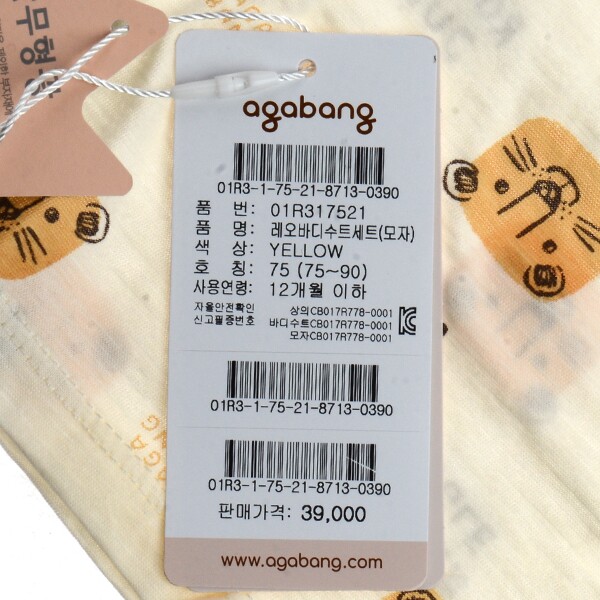 무형광
agabang
01R3-1-75-21-8713-0390
품 번: 01R317521
품 명: 레오바디수트세트(모자)
색 상: YELLOW
호 칭: 75 (75~90)
사용연령: 12개월 이하
자율안전확인 상의CB017R778-0001
신고필증번호 바디수트CB017R778-0001
모자CB017R778-0001
01R3-1-75-21-8713-0390
01R3-1-75-21-8713-0390
판매가격: 39,000
www.agabang.com